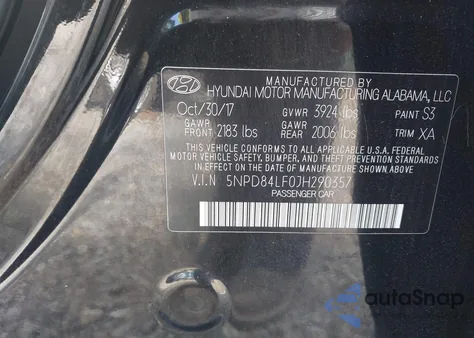 MANUFACTURED BY
HYUNDAI MOTOR MANUFACTURING ALABAMA, LLC
Oct/30/17 GVWR 3924 lbs PAINT S3
GAWR GAWR
FRONT 2183 lbs REAR 2006 lbs TRIM XA
THIS VEHICLE CONFORMS TO ALL APPLICABLE U.S.A. FEDERAL
MOTOR VEHICLE SAFETY, BUMPER, AND THEFT PREVENTION STANDARDS
IN EFFECT ON THE DATE OF MANUFACTURE SHOWN ABOVE.
V.I.N 5NPD84LF0JH290357
PASSENGER CAR
autoSnap